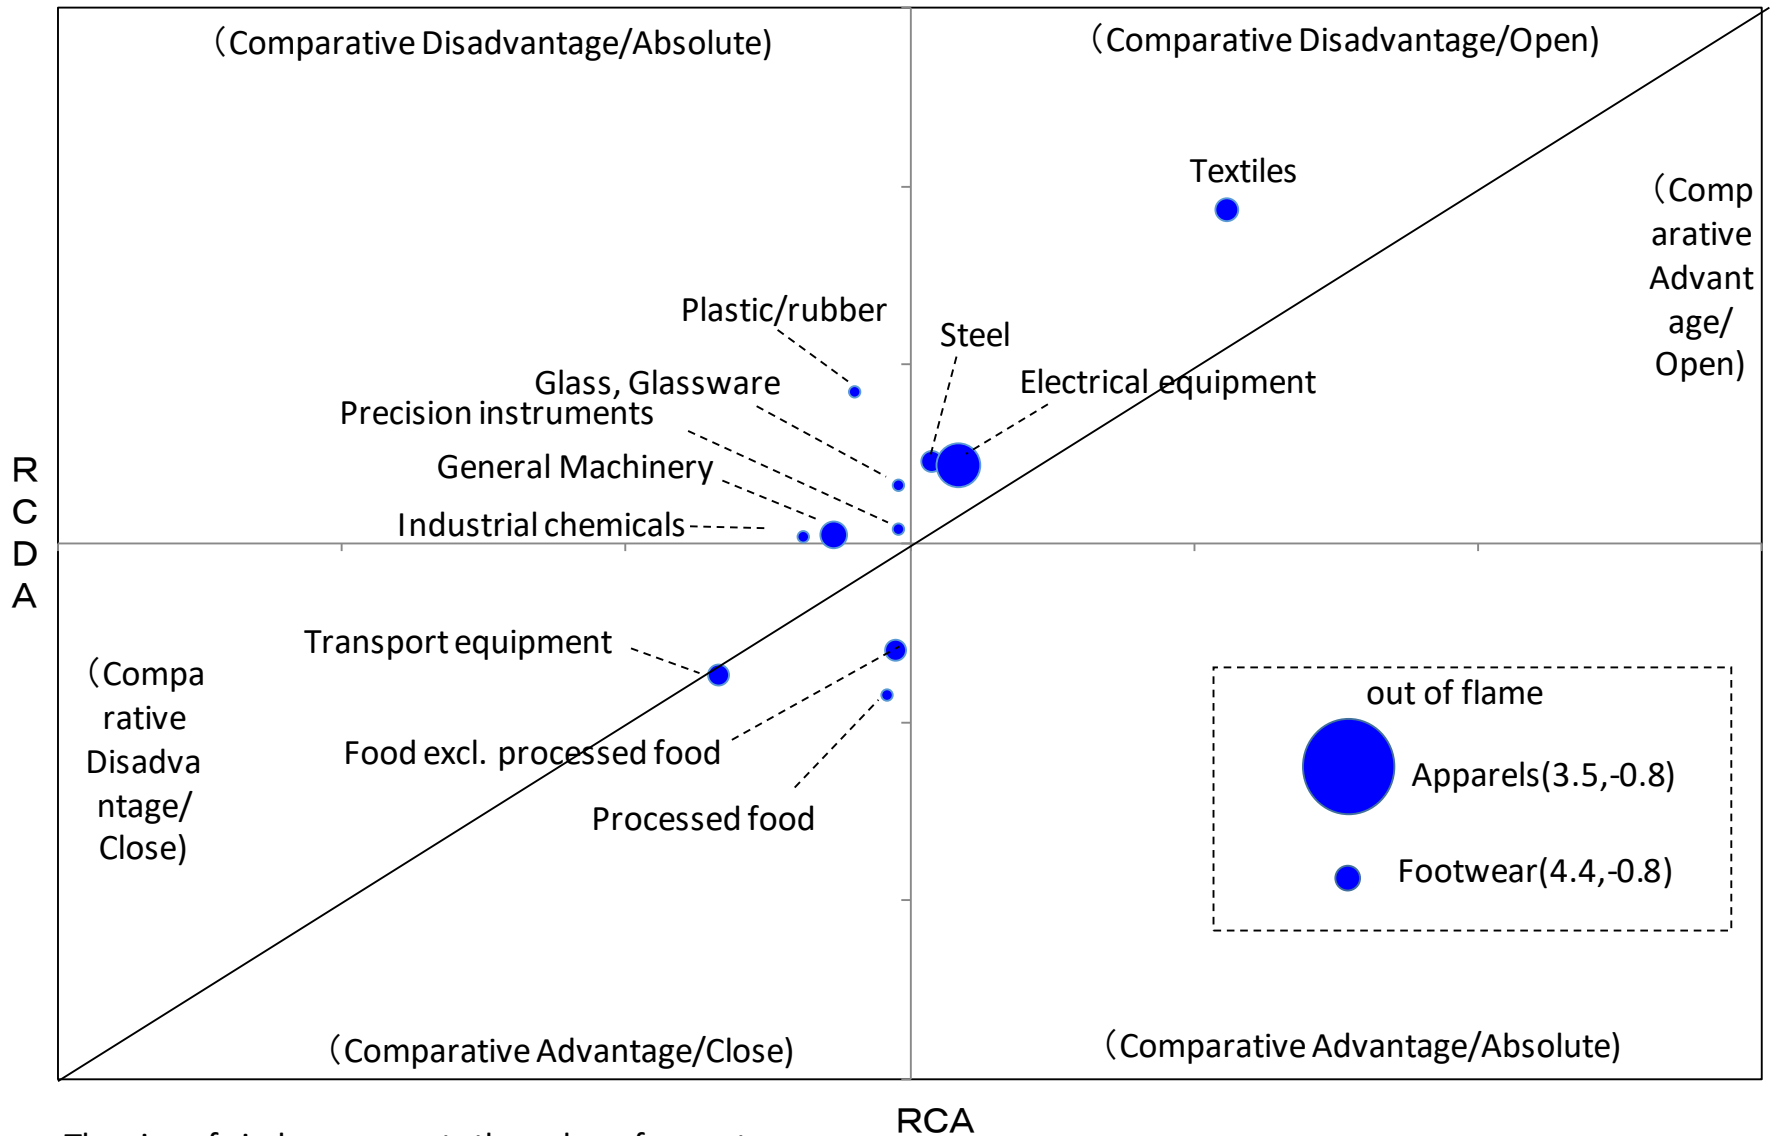 （Comparative Disadvantage/Absolute)
（Comparative Disadvantage/Open)
Textiles
（Comp
arative
Advant
age/
Open)
Plastic/rubber
Steel
Glass, Glassware
Electrical equipment
Precision instruments
General Machinery
Industrial chemicals
R
C
D
A
Transport equipment
（Compa
rative
Disadva
ntage/
Close)
Food excl. processed food
Processed food
out of flame
Apparels(3.5,-0.8)
Footwear(4.4,-0.8)
（Comparative Advantage/Close)
（Comparative Advantage/Absolute)
RCA